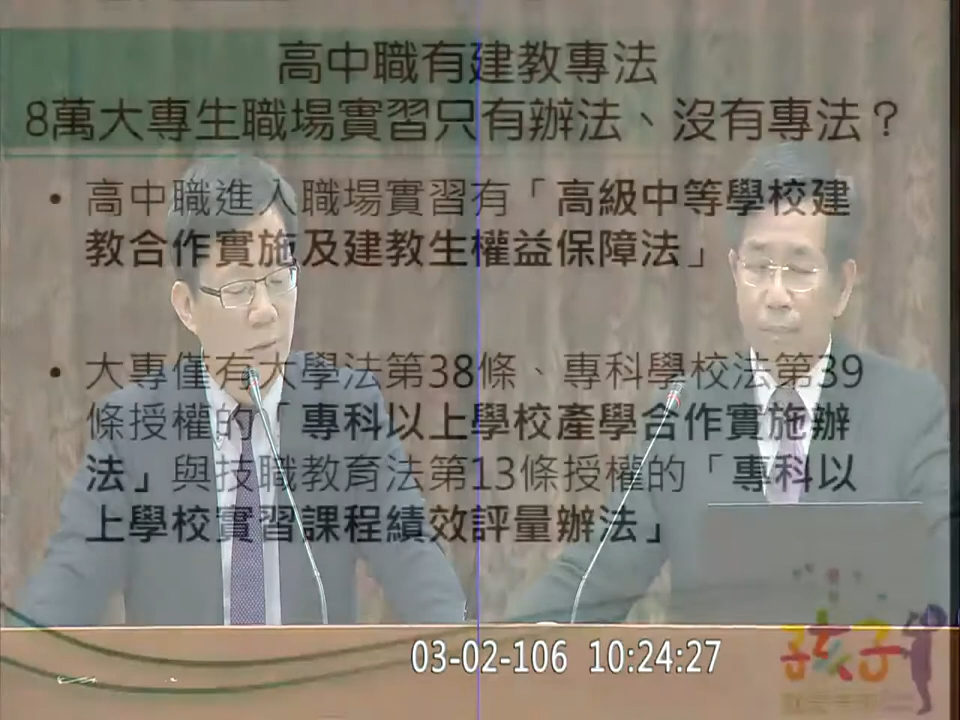 高中職有建教專法
8萬大專生職場實習只有辦法、沒有專法？
• 高中職進入職場實習有「高級中等學校建
教合作實施及建教生權益保障法」
• 大專僅有大學法第38條、專科學校法第39
條授權的「專科以上學校產學合作實施辦
法」與技職教育法第13條授權的「專科以
上學校實習課程績效評量辦法」
03-02-106 10:24:27
孩子